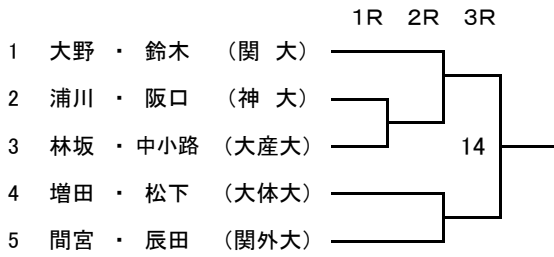 1R 2R 3R
1 大野 ・ 鈴木 (関 大)
2 浦川 ・ 阪口 (神 大)
3 林坂 ・ 中小路 (大産大) 14
4 増田 ・ 松下 (大体大)
5 間宮 ・ 辰田 (関外大)